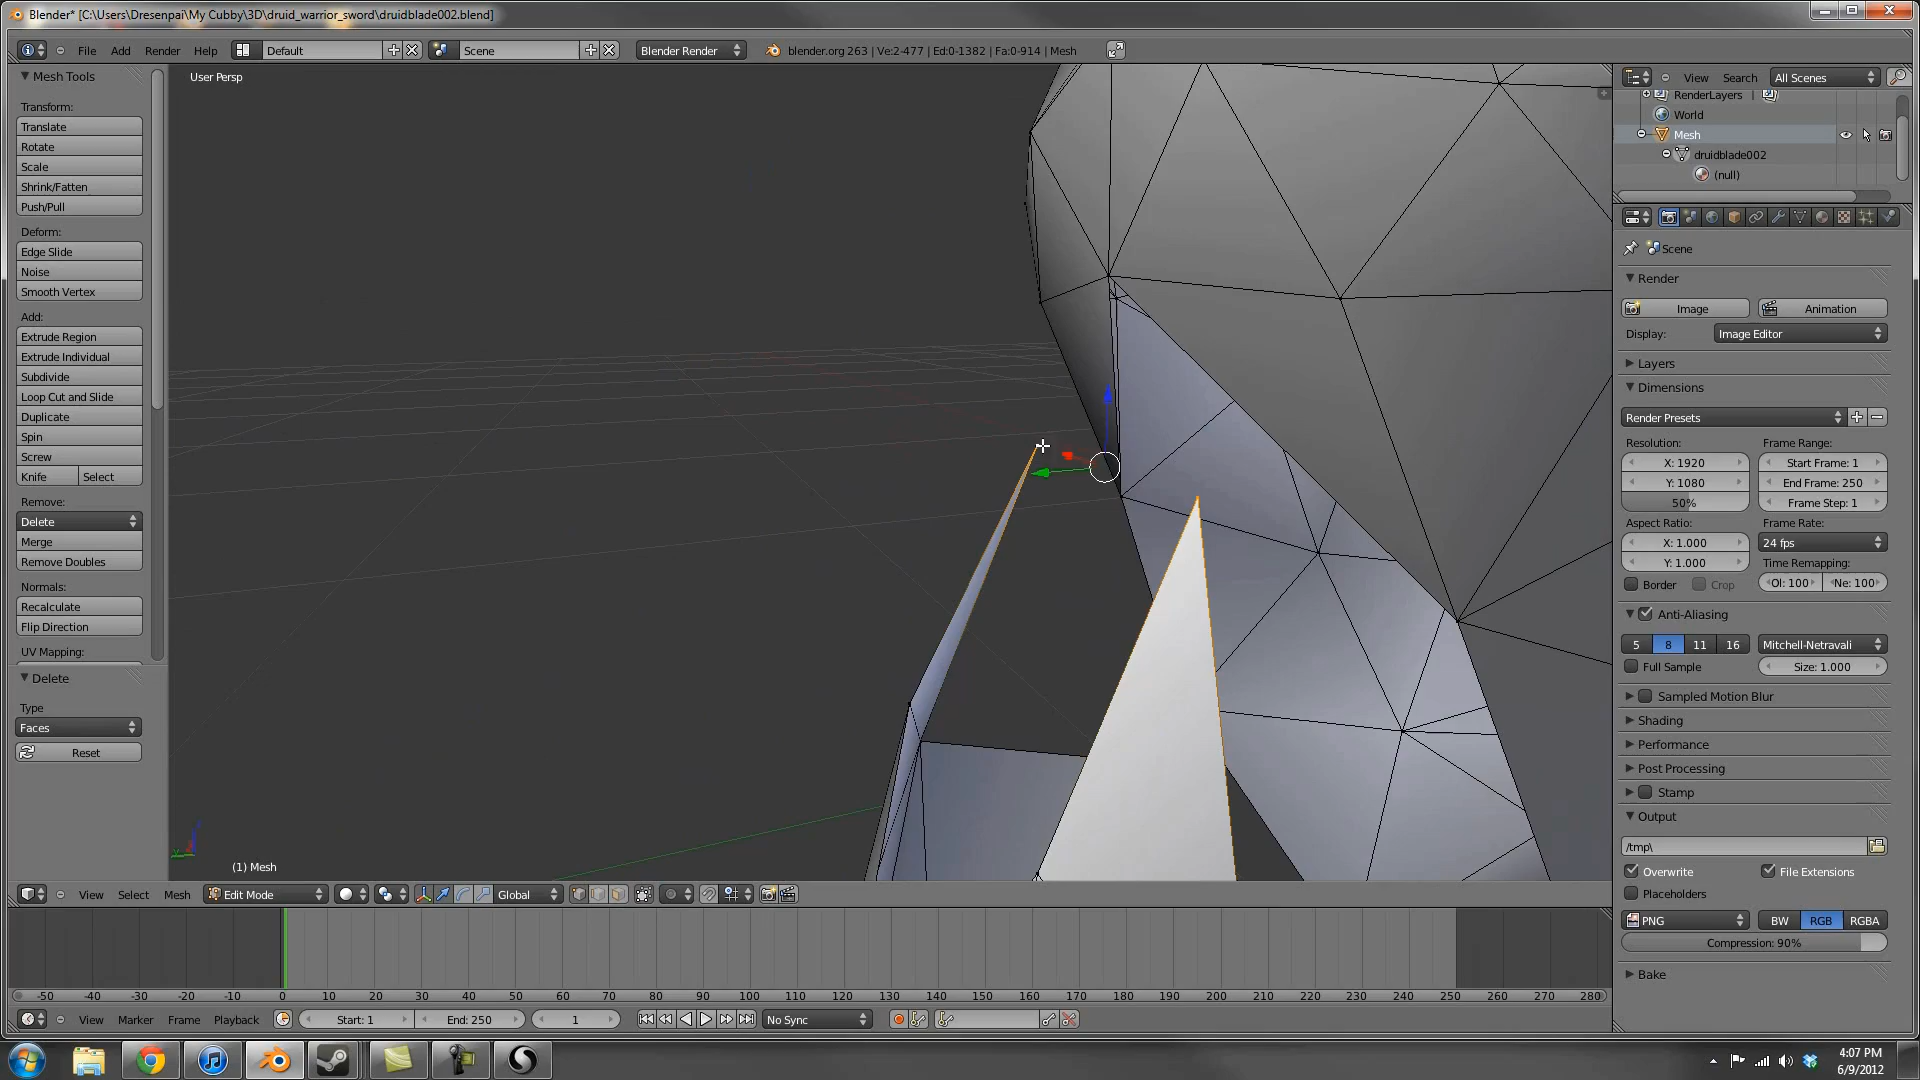 Blender* [C:\Users\Dresenpai\My Cubby\3D\druid_warrior_sword\druidblade002.blend]
File Add Render Help Default Scene Blender Render blender.org 263 | Ve:2-477 | Ed:0-1382 | Fa:0-914 | Mesh
Mesh Tools
Transform:
Translate
Rotate
Scale
Shrink/Fatten
Push/Pull
Deform:
Edge Slide
Noise
Smooth Vertex
Add:
Extrude Region
Extrude Individual
Subdivide
Loop Cut and Slide
Duplicate
Spin
Screw
Knife Select
Remove:
Delete
Merge
Remove Doubles
Normals:
Recalculate
Flip Direction
UV Mapping:
Delete
Type
Faces
Reset
User Persp
(1) Mesh
View Search All Scenes
RenderLayers
World
Mesh
druidblade002
(null)
Scene
Render
Image Animation
Display: Image Editor
Layers
Dimensions
Render Presets
Resolution: Frame Range:
X: 1920 Start Frame: 1
Y: 1080 End Frame: 250
50% Frame Step: 1
Aspect Ratio: Frame Rate:
X: 1.000 24 fps
Y: 1.000 Time Remapping:
Border Crop Ol: 100 Ne: 100
Anti-Aliasing
5 8 11 16 Mitchell-Netravali
Full Sample Size: 1.000
Sampled Motion Blur
Shading
Performance
Post Processing
Stamp
Output
/tmp\
Overwrite File Extensions
Placeholders
PNG BW RGB RGBA
Compression: 90%
Bake
View Select Mesh Edit Mode Global
-50 -40 -30 -20 -10 0 10 20 30 40 50 60 70 80 90 100 110 120 130 140 150 160 170 180 190 200 210 220 230 240 250 260 270 280
View Marker Frame Playback Start: 1 End: 250 1 No Sync
4:07 PM
6/9/2012